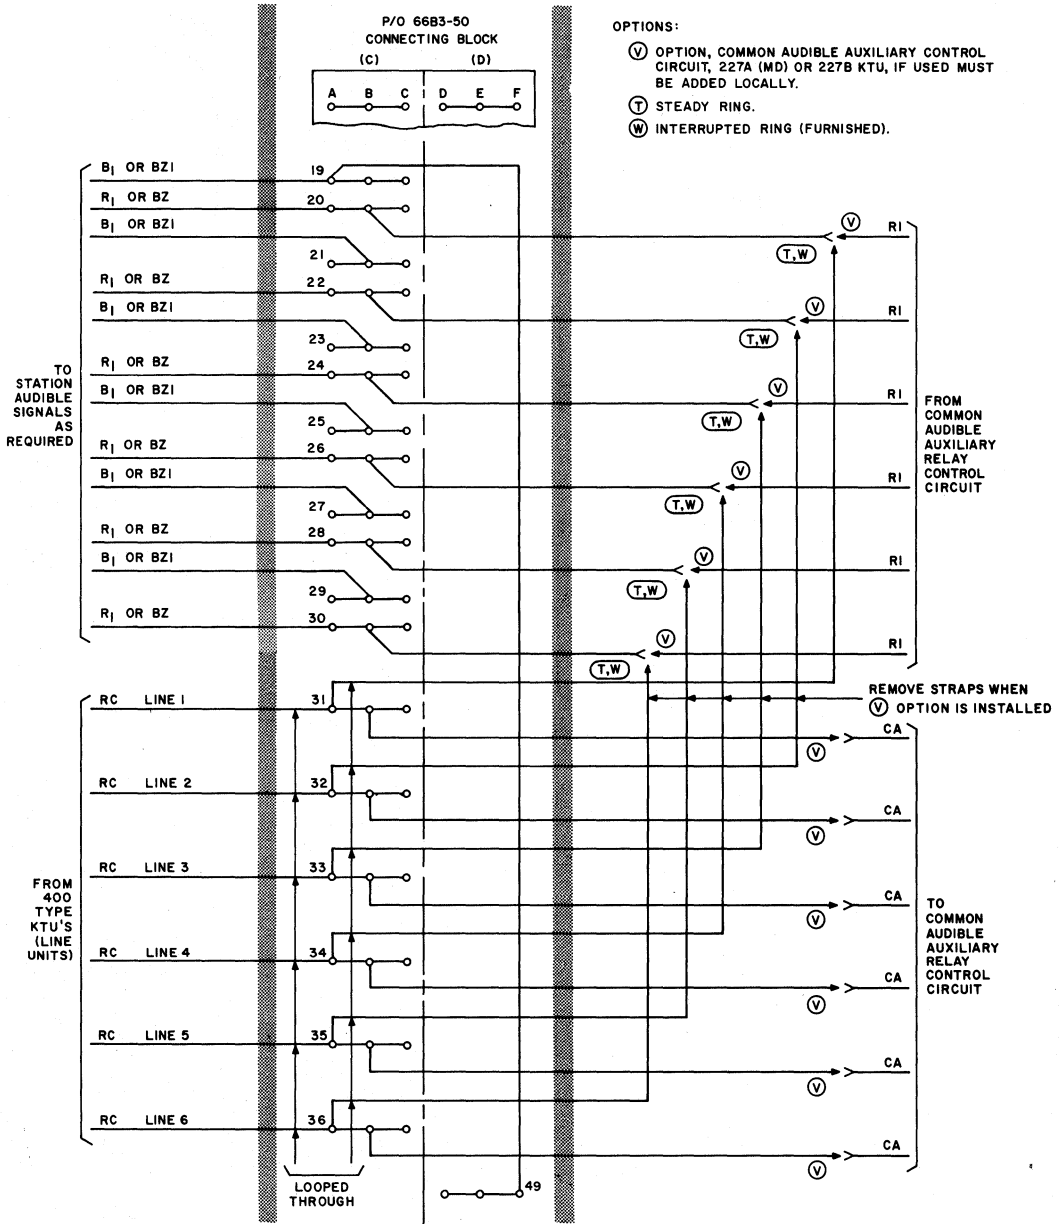 P/O 66B3-50
CONNECTING BLOCK
(C) (D)
A B C D E F
OPTIONS:
V OPTION, COMMON AUDIBLE AUXILIARY CONTROL
CIRCUIT, 227A (MD) OR 227B KTU, IF USED MUST
BE ADDED LOCALLY.
T STEADY RING.
W INTERRUPTED RING (FURNISHED).
B1 OR BZ1 19
R1 OR BZ 20
B1 OR BZ1
21
R1 OR BZ 22
B1 OR BZ1
23
R1 OR BZ 24
B1 OR BZ1
25
R1 OR BZ 26
B1 OR BZ1
27
R1 OR BZ 28
B1 OR BZ1
29
R1 OR BZ 30
TO
STATION
AUDIBLE
SIGNALS
AS
REQUIRED
V R1
T,W
V R1
T,W
V R1
T,W
V R1
T,W
V R1
T,W
V R1
T,W
FROM
COMMON
AUDIBLE
AUXILIARY
RELAY
CONTROL
CIRCUIT
REMOVE STRAPS WHEN
V OPTION IS INSTALLED
RC LINE 1 31
V CA
RC LINE 2 32
V CA
RC LINE 3 33
V CA
RC LINE 4 34
V CA
RC LINE 5 35
V CA
RC LINE 6 36
V CA
FROM
400
TYPE
KTU'S
(LINE
UNITS)
TO
COMMON
AUDIBLE
AUXILIARY
RELAY
CONTROL
CIRCUIT
LOOPED
THROUGH
49